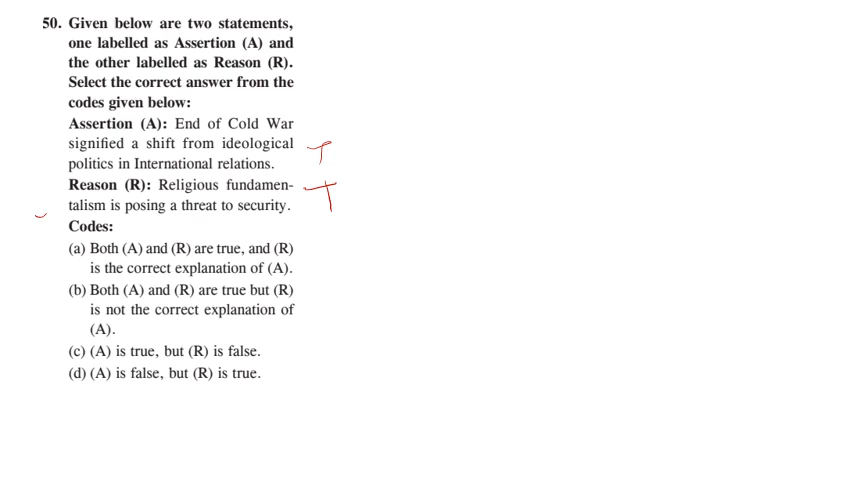 50. Given below are two statements,
one labelled as Assertion (A) and
the other labelled as Reason (R).
Select the correct answer from the
codes given below:
Assertion (A): End of Cold War
signified a shift from ideological
politics in International relations.
T
Reason (R): Religious fundamen-
talism is posing a threat to security.
T
Codes:
(a) Both (A) and (R) are true, and (R)
is the correct explanation of (A).
(b) Both (A) and (R) are true but (R)
is not the correct explanation of
(A).
(c) (A) is true, but (R) is false.
(d) (A) is false, but (R) is true.